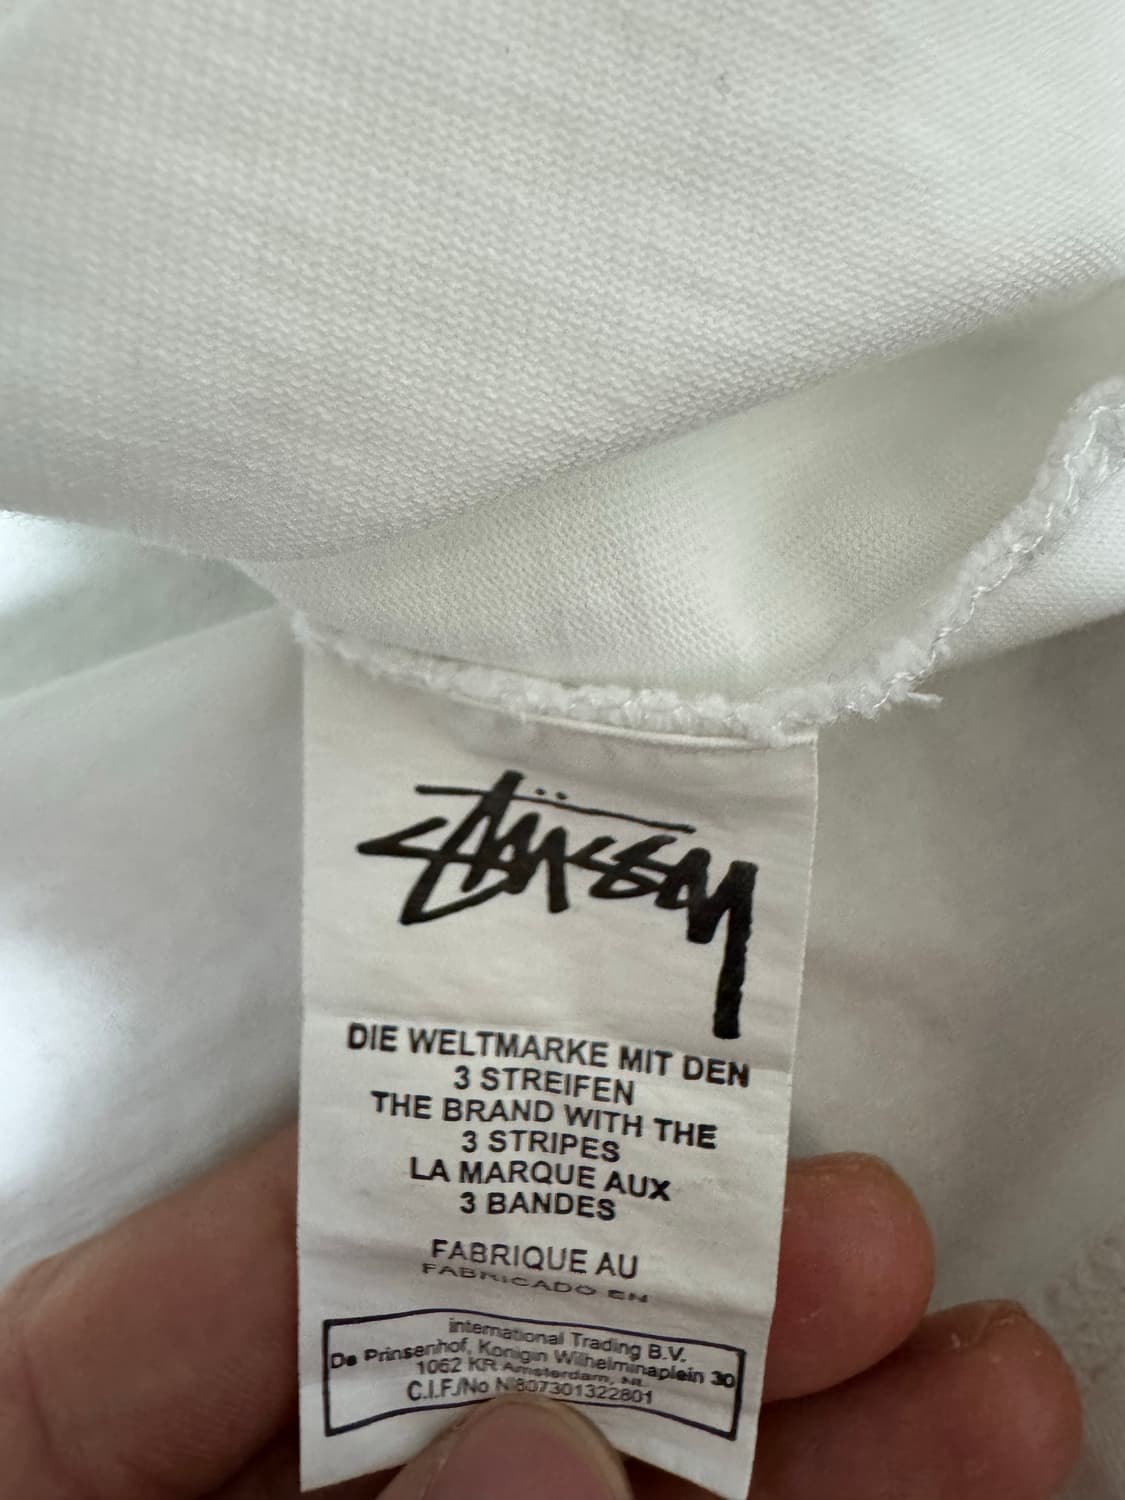 Stüssy
DIE WELTMARKE MIT DEN
3 STREIFEN
THE BRAND WITH THE
3 STRIPES
LA MARQUE AUX
3 BANDES
FABRIQUE AU
FABRICADO EN
international Trading B.V.
De Prinsenhof, Konigin Wilhelminaplein 30
1062 KR Amsterdam, NL
C.I.F./No N807301322801